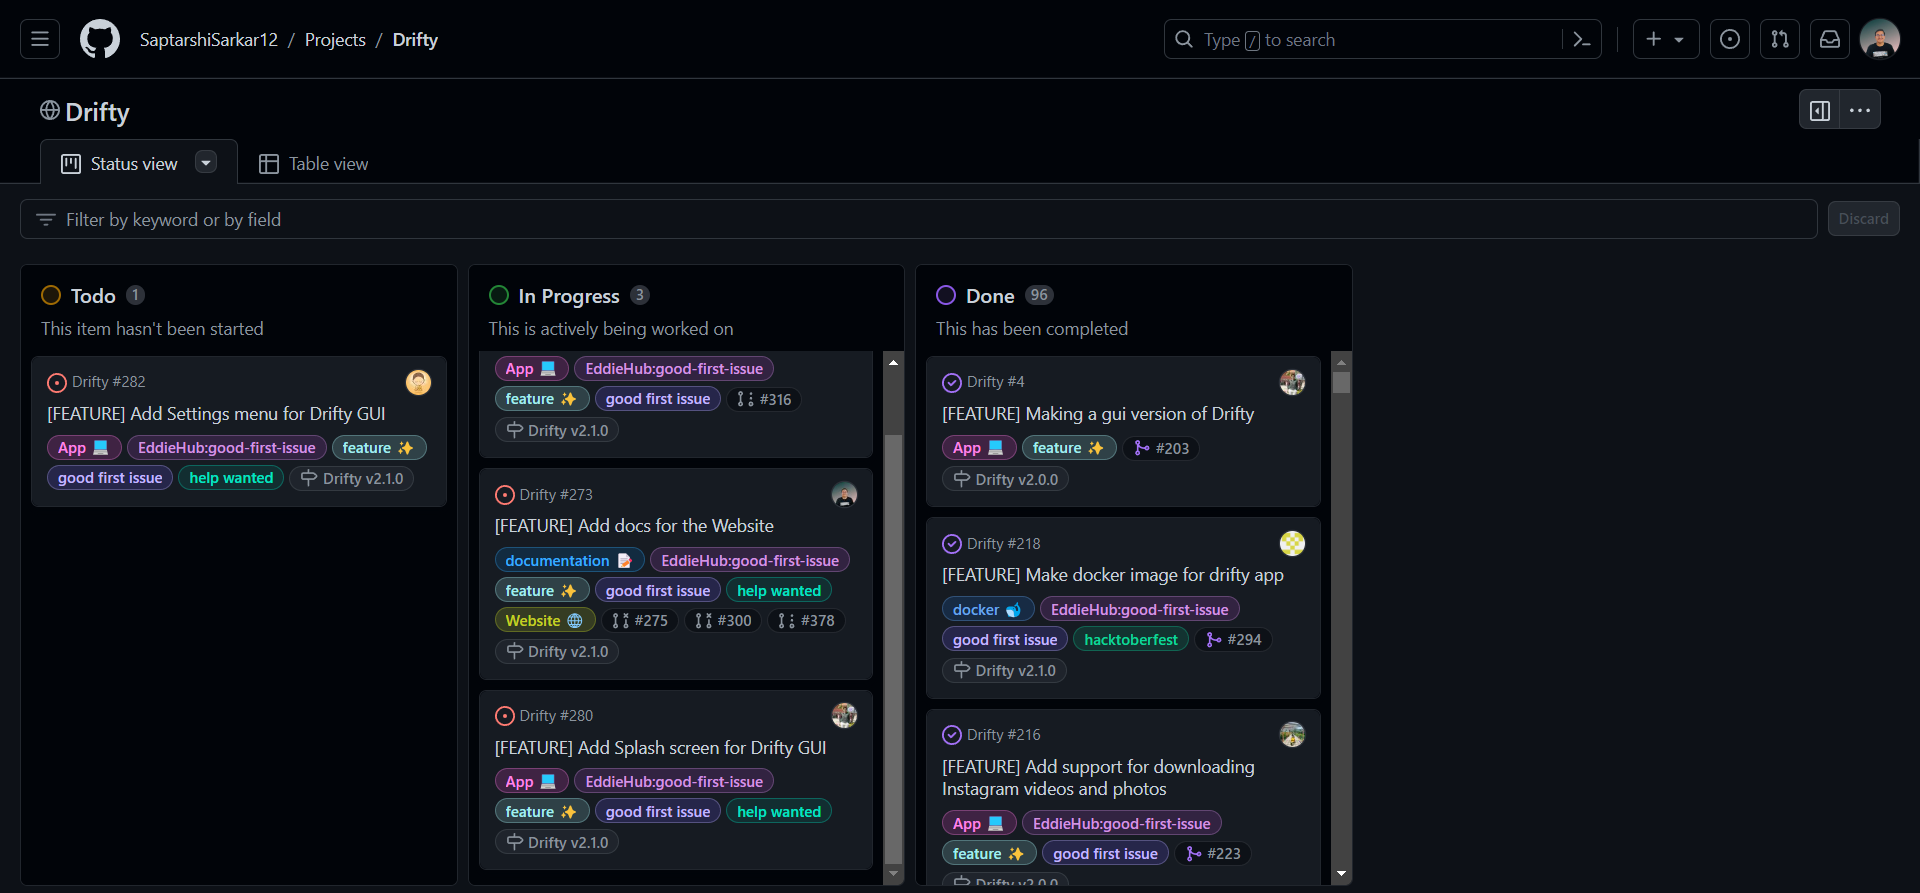 SaptarshiSarkar12 / Projects / Drifty
Type / to search
Drifty
Status view
Table view
Filter by keyword or by field
Discard
Todo 1
This item hasn't been started
Drifty #282
[FEATURE] Add Settings menu for Drifty GUI
App 💻 EddieHub:good-first-issue feature ✨
good first issue help wanted Drifty v2.1.0
In Progress 3
This is actively being worked on
App 💻 EddieHub:good-first-issue
feature ✨ good first issue #316
Drifty v2.1.0
Drifty #273
[FEATURE] Add docs for the Website
documentation 📝 EddieHub:good-first-issue
feature ✨ good first issue help wanted
Website 🌐 #275 #300 #378
Drifty v2.1.0
Drifty #280
[FEATURE] Add Splash screen for Drifty GUI
App 💻 EddieHub:good-first-issue
feature ✨ good first issue help wanted
Drifty v2.1.0
Done 96
This has been completed
Drifty #4
[FEATURE] Making a gui version of Drifty
App 💻 feature ✨ #203
Drifty v2.0.0
Drifty #218
[FEATURE] Make docker image for drifty app
docker 🐳 EddieHub:good-first-issue
good first issue hacktoberfest #294
Drifty v2.1.0
Drifty #216
[FEATURE] Add support for downloading
Instagram videos and photos
App 💻 EddieHub:good-first-issue
feature ✨ good first issue #223
Drifty v2.0.0